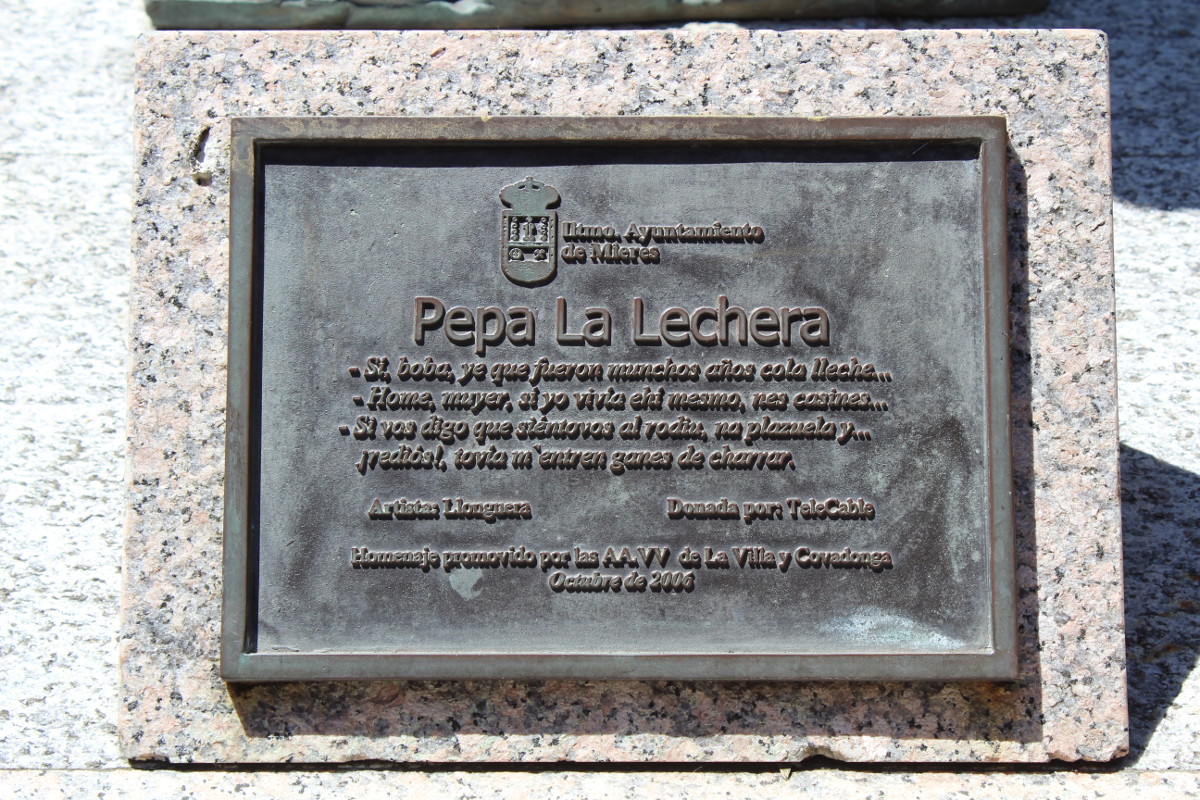 Iltmo. Ayuntamiento
de Mieres
Pepa La Lechera
- Si, boba, ye que fueron munchos años cola lleche...
- Home, muyer, si yo vivía ehí mesmo, nes casines...
- Si vos digo que siéntovos al rodiu, na plazuela y...
¡rediós!, tovía m`entren ganes de charrar.
Artista: Llonguera
Donada por: TeleCable
Homenaje promovido por las AA.VV de La Villa y Covadonga
Octubre de 2006